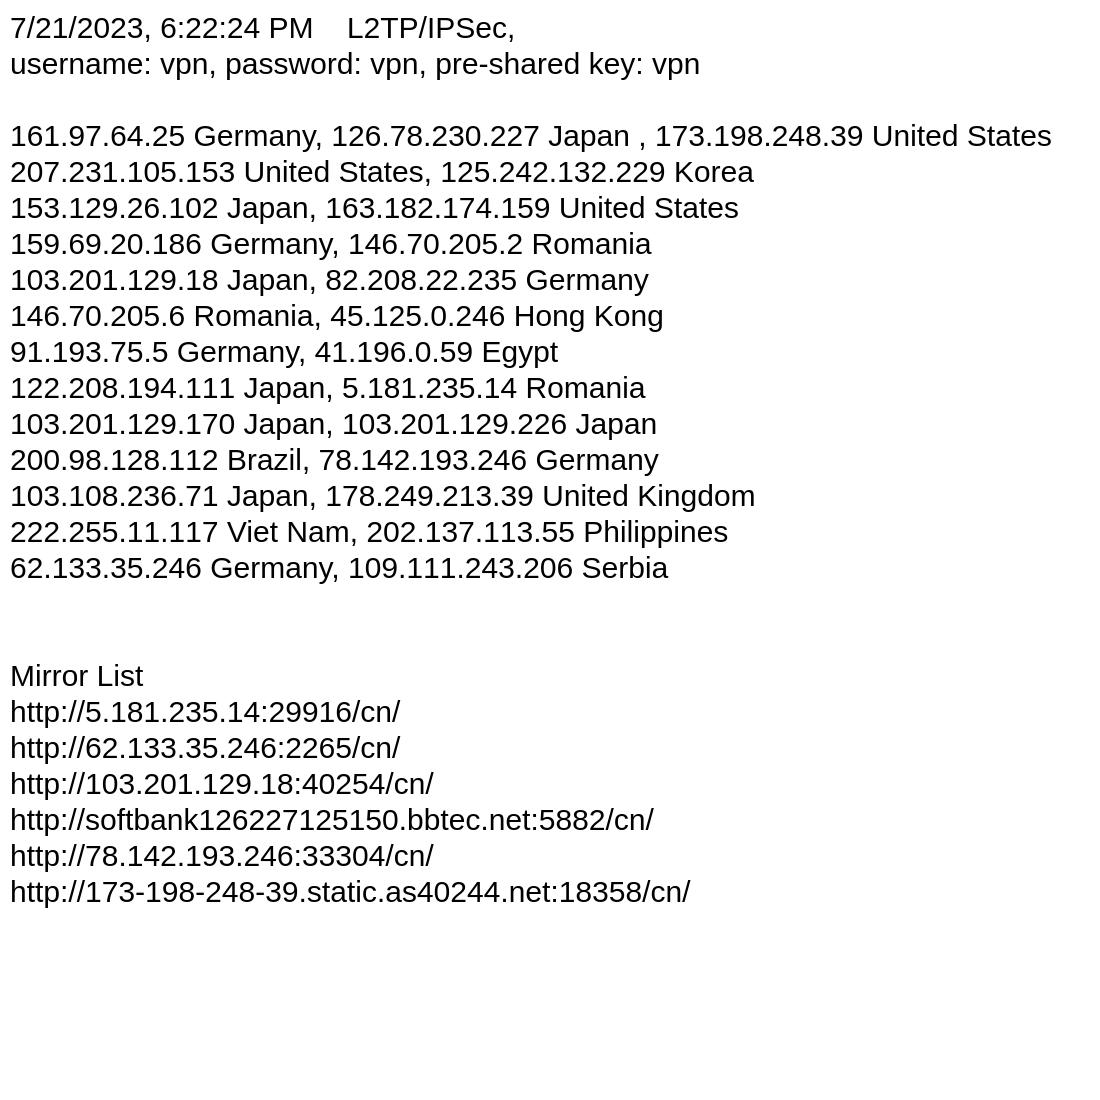 7/21/2023, 6:22:24 PM    L2TP/IPSec,
username: vpn, password: vpn, pre-shared key: vpn
161.97.64.25 Germany, 126.78.230.227 Japan , 173.198.248.39 United States
207.231.105.153 United States, 125.242.132.229 Korea
153.129.26.102 Japan, 163.182.174.159 United States
159.69.20.186 Germany, 146.70.205.2 Romania
103.201.129.18 Japan, 82.208.22.235 Germany
146.70.205.6 Romania, 45.125.0.246 Hong Kong
91.193.75.5 Germany, 41.196.0.59 Egypt
122.208.194.111 Japan, 5.181.235.14 Romania
103.201.129.170 Japan, 103.201.129.226 Japan
200.98.128.112 Brazil, 78.142.193.246 Germany
103.108.236.71 Japan, 178.249.213.39 United Kingdom
222.255.11.117 Viet Nam, 202.137.113.55 Philippines
62.133.35.246 Germany, 109.111.243.206 Serbia
Mirror List
http://5.181.235.14:29916/cn/
http://62.133.35.246:2265/cn/
http://103.201.129.18:40254/cn/
http://softbank126227125150.bbtec.net:5882/cn/
http://78.142.193.246:33304/cn/
http://173-198-248-39.static.as40244.net:18358/cn/